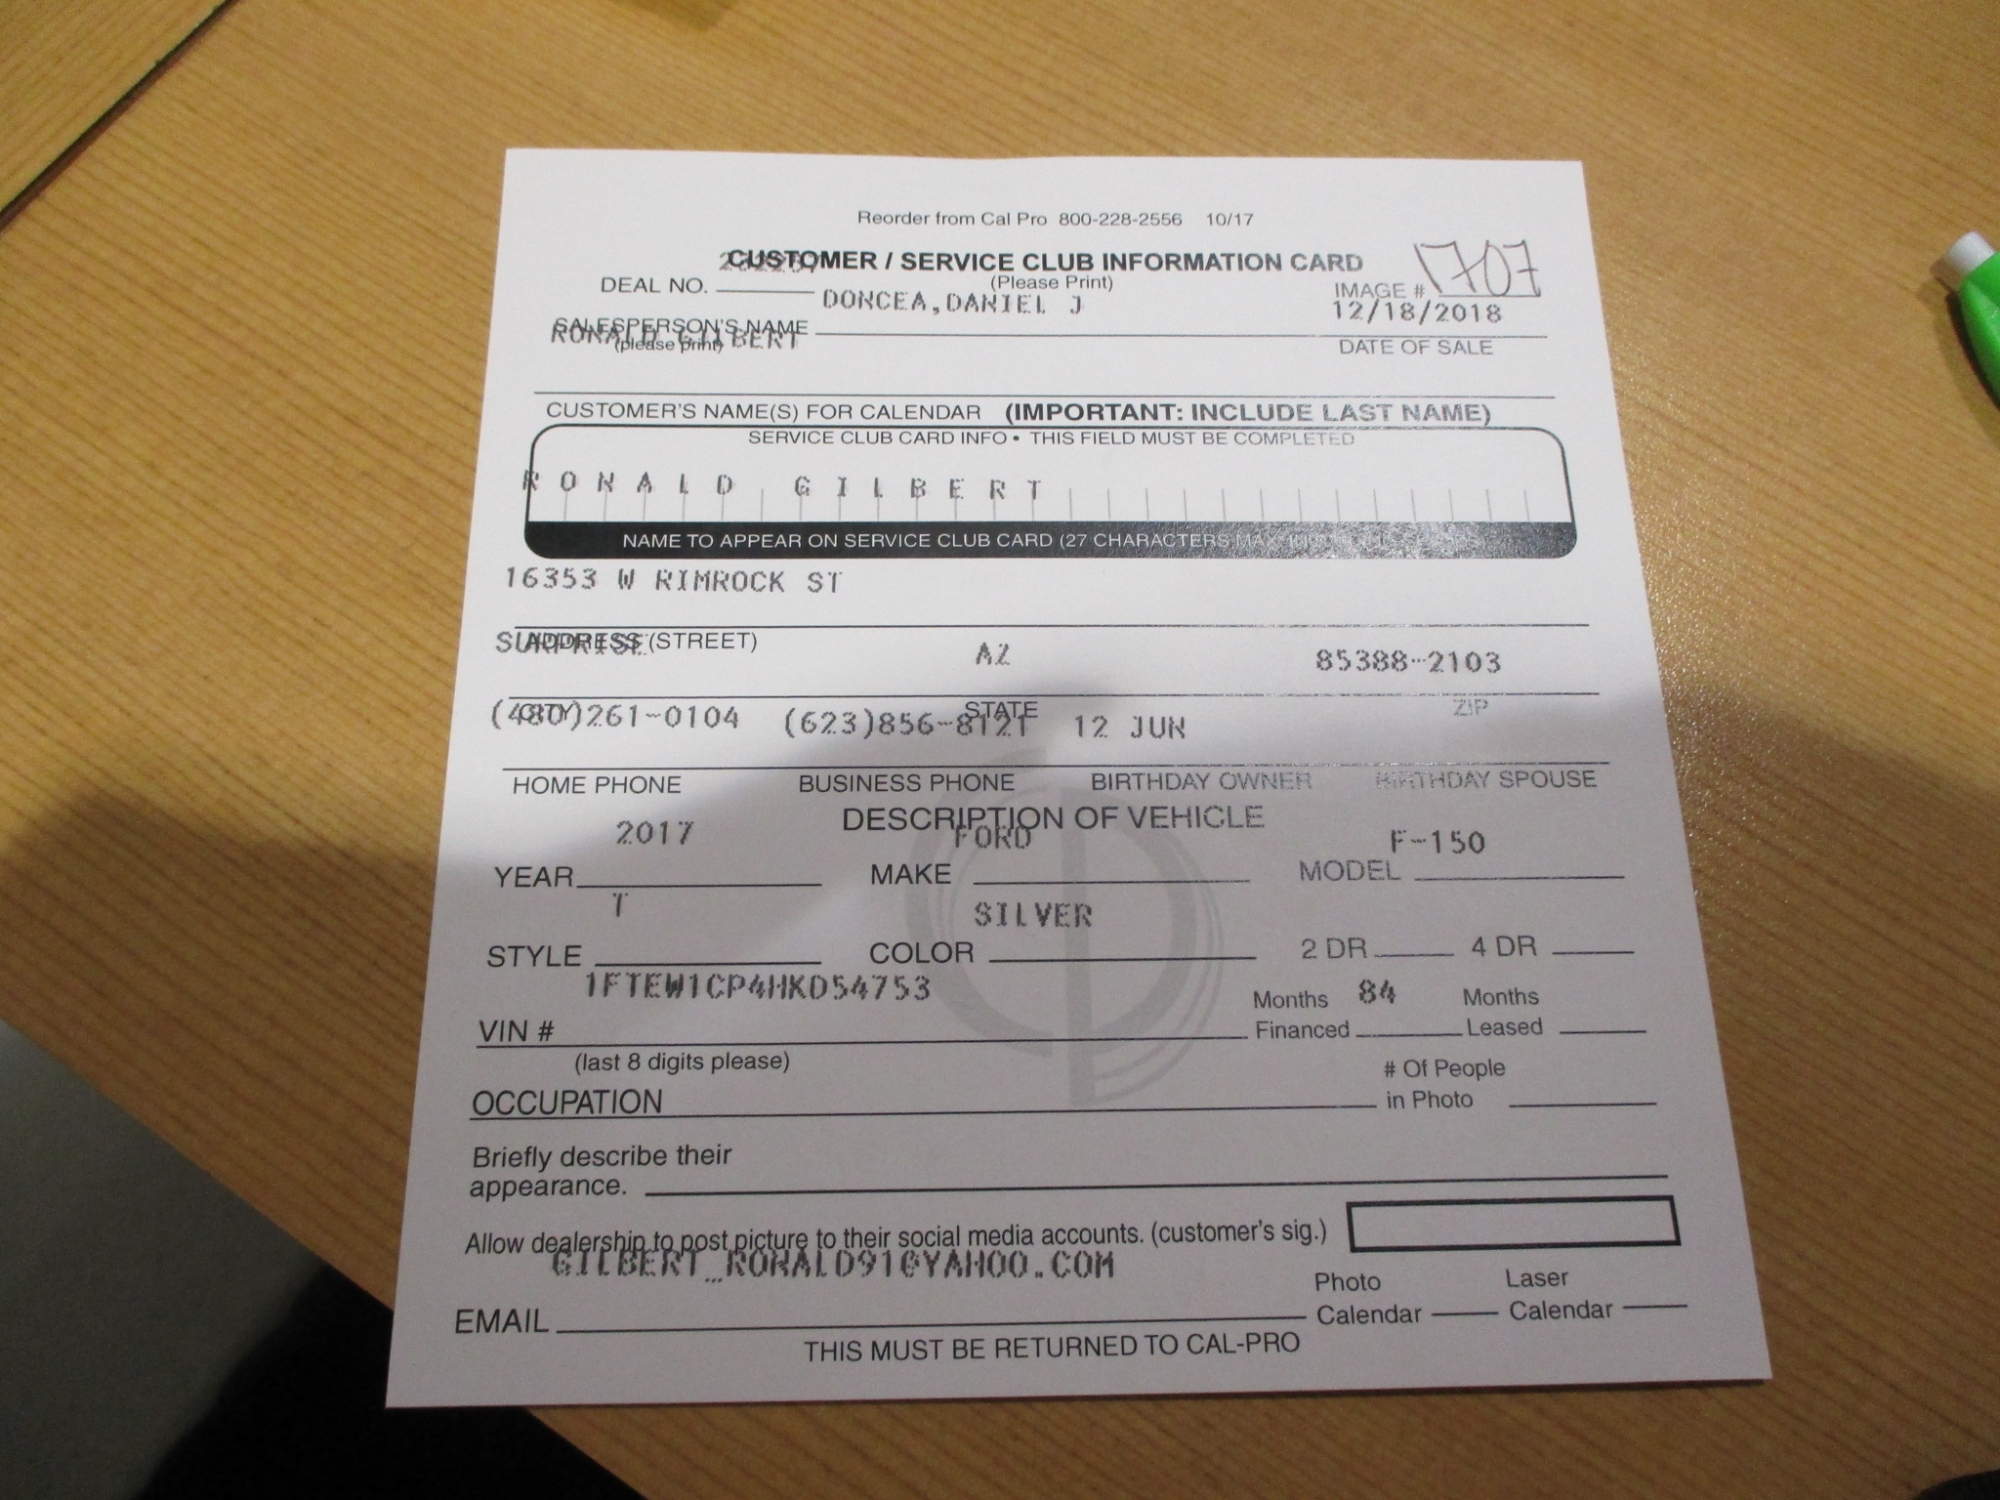 Reorder from Cal Pro 800-228-2556 10/17
CUSTOMER / SERVICE CLUB INFORMATION CARD
(Please Print)
DEAL NO.
IMAGE # 1707
DONCEA,DANIEL J
12/18/2018
SALESPERSON'S NAME
(please print)
DATE OF SALE
RONALD GILBERT
CUSTOMER'S NAME(S) FOR CALENDAR (IMPORTANT: INCLUDE LAST NAME)
SERVICE CLUB CARD INFO • THIS FIELD MUST BE COMPLETED
RONALD GILBERT
NAME TO APPEAR ON SERVICE CLUB CARD (27 CHARACTERS
16353 W RIMROCK ST
ADDRESS (STREET)
SURPRISE AZ 85388-2103
CITY STATE ZIP
(480)261-0104 (623)856-8121 12 JUN
HOME PHONE BUSINESS PHONE BIRTHDAY OWNER BIRTHDAY SPOUSE
DESCRIPTION OF VEHICLE
2017 FORD F-150
YEAR MAKE MODEL
T SILVER
STYLE COLOR 2 DR 4 DR
1FTEW1CP4HKD54753
Months 84 Months
VIN # Financed Leased
(last 8 digits please)
# Of People
OCCUPATION in Photo
Briefly describe their
appearance.
Allow dealership to post picture to their social media accounts. (customer's sig.)
GILBERT_RONALD91@YAHOO.COM
Photo Laser
EMAIL Calendar Calendar
THIS MUST BE RETURNED TO CAL-PRO